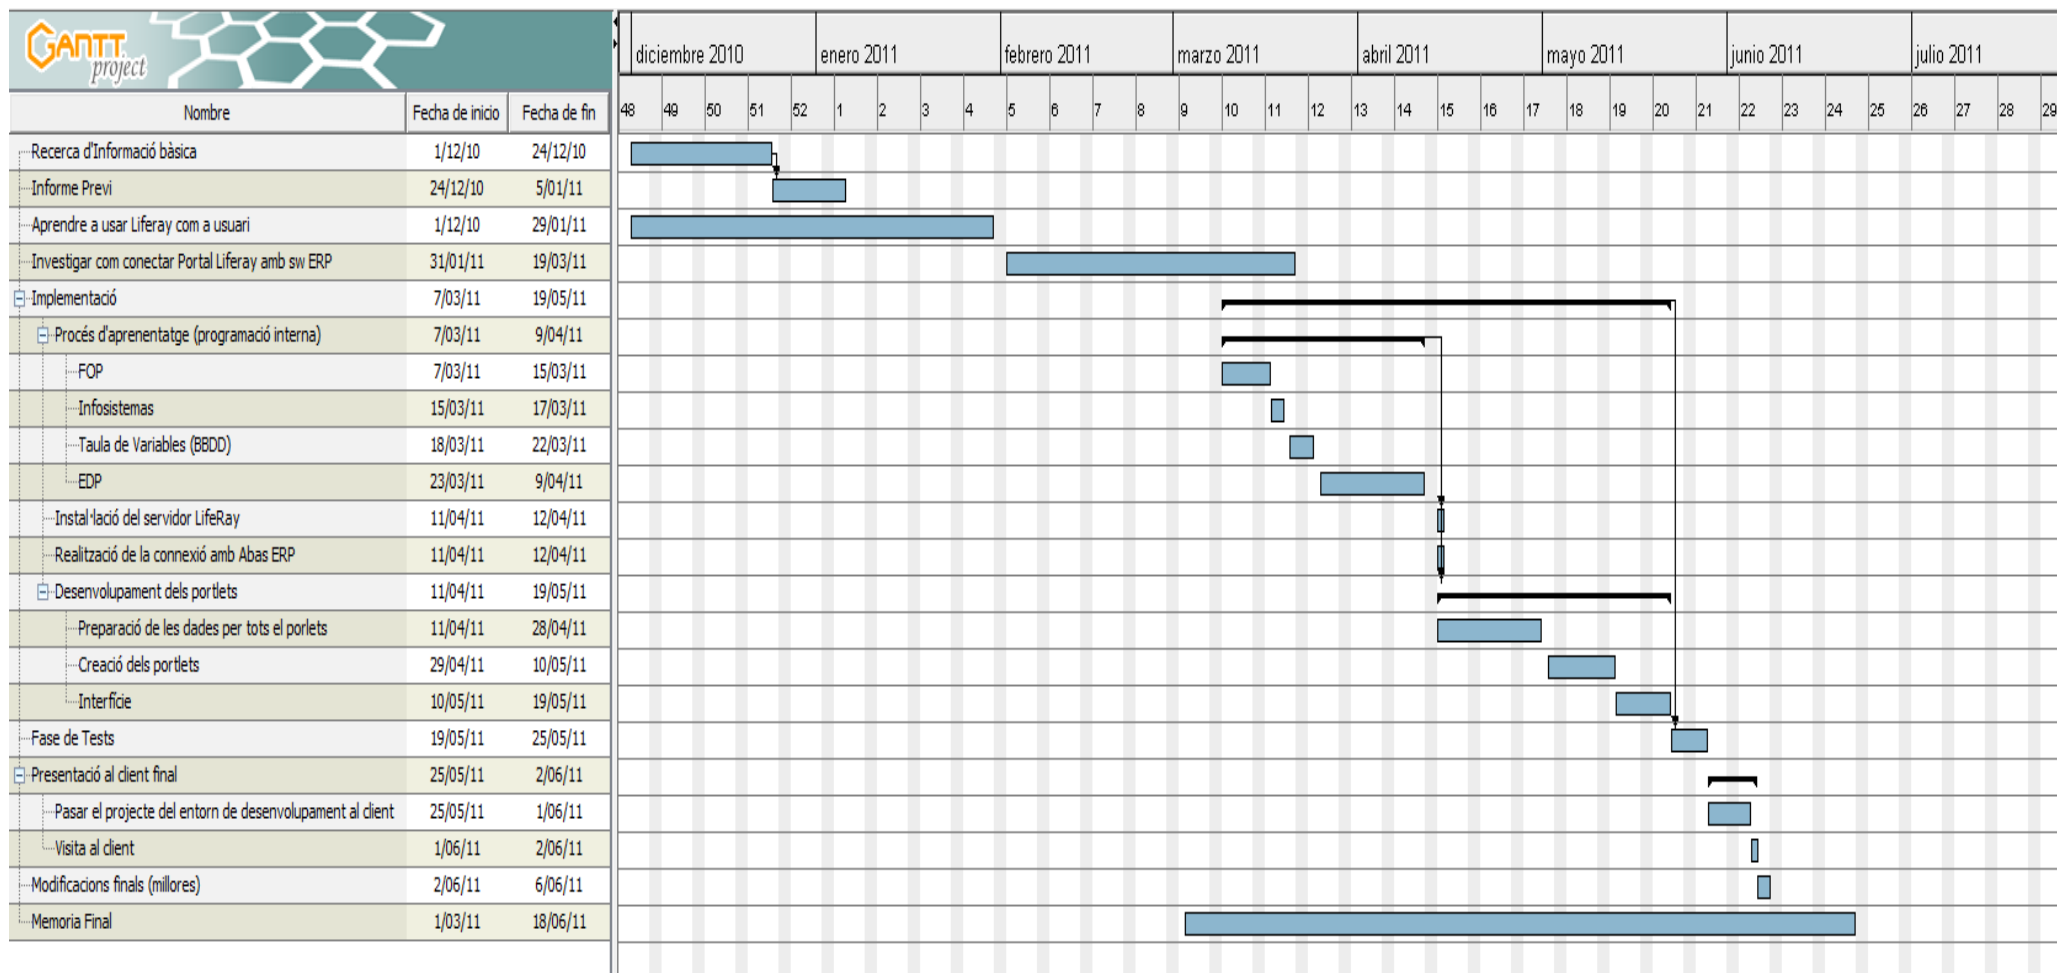 GANTT
project
diciembre 2010 enero 2011 febrero 2011 marzo 2011 abril 2011 mayo 2011 junio 2011 julio 2011
Nombre Fecha de inicio Fecha de fin 48 49 50 51 52 1 2 3 4 5 6 7 8 9 10 11 12 13 14 15 16 17 18 19 20 21 22 23 24 25 26 27 28 29
Recerca d'Informació bàsica 1/12/10 24/12/10
Informe Previ 24/12/10 5/01/11
Aprendre a usar Liferay com a usuari 1/12/10 29/01/11
Investigar com conectar Portal Liferay amb sw ERP 31/01/11 19/03/11
Implementació 7/03/11 19/05/11
Procés d'aprenentatge (programació interna) 7/03/11 9/04/11
FOP 7/03/11 15/03/11
Infosistemas 15/03/11 17/03/11
Taula de Variables (BBDD) 18/03/11 22/03/11
EDP 23/03/11 9/04/11
Instal·lació del servidor LifeRay 11/04/11 12/04/11
Realització de la connexió amb Abas ERP 11/04/11 12/04/11
Desenvolupament dels portlets 11/04/11 19/05/11
Preparació de les dades per tots el porlets 11/04/11 28/04/11
Creació dels portlets 29/04/11 10/05/11
Interfície 10/05/11 19/05/11
Fase de Tests 19/05/11 25/05/11
Presentació al client final 25/05/11 2/06/11
Pasar el projecte del entorn de desenvolupament al client 25/05/11 1/06/11
Visita al client 1/06/11 2/06/11
Modificacions finals (millores) 2/06/11 6/06/11
Memoria Final 1/03/11 18/06/11